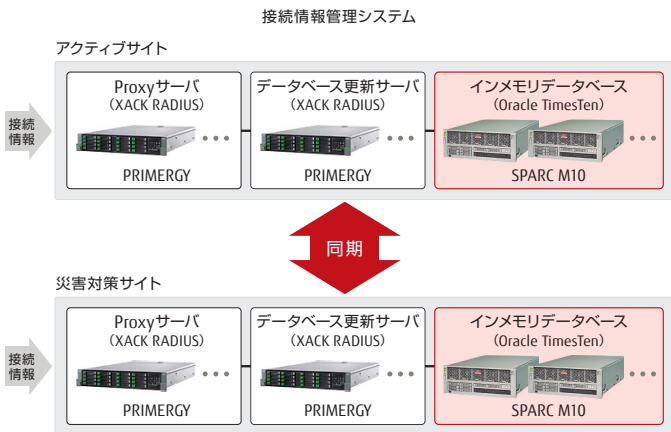 接続情報管理システム
アクティブサイト
接続
情報
Proxyサーバ
(XACK RADIUS)
PRIMERGY
データベース更新サーバ
(XACK RADIUS)
PRIMERGY
インメモリデータベース
(Oracle TimesTen)
SPARC M10
同期
災害対策サイト
接続
情報
Proxyサーバ
(XACK RADIUS)
PRIMERGY
データベース更新サーバ
(XACK RADIUS)
PRIMERGY
インメモリデータベース
(Oracle TimesTen)
SPARC M10